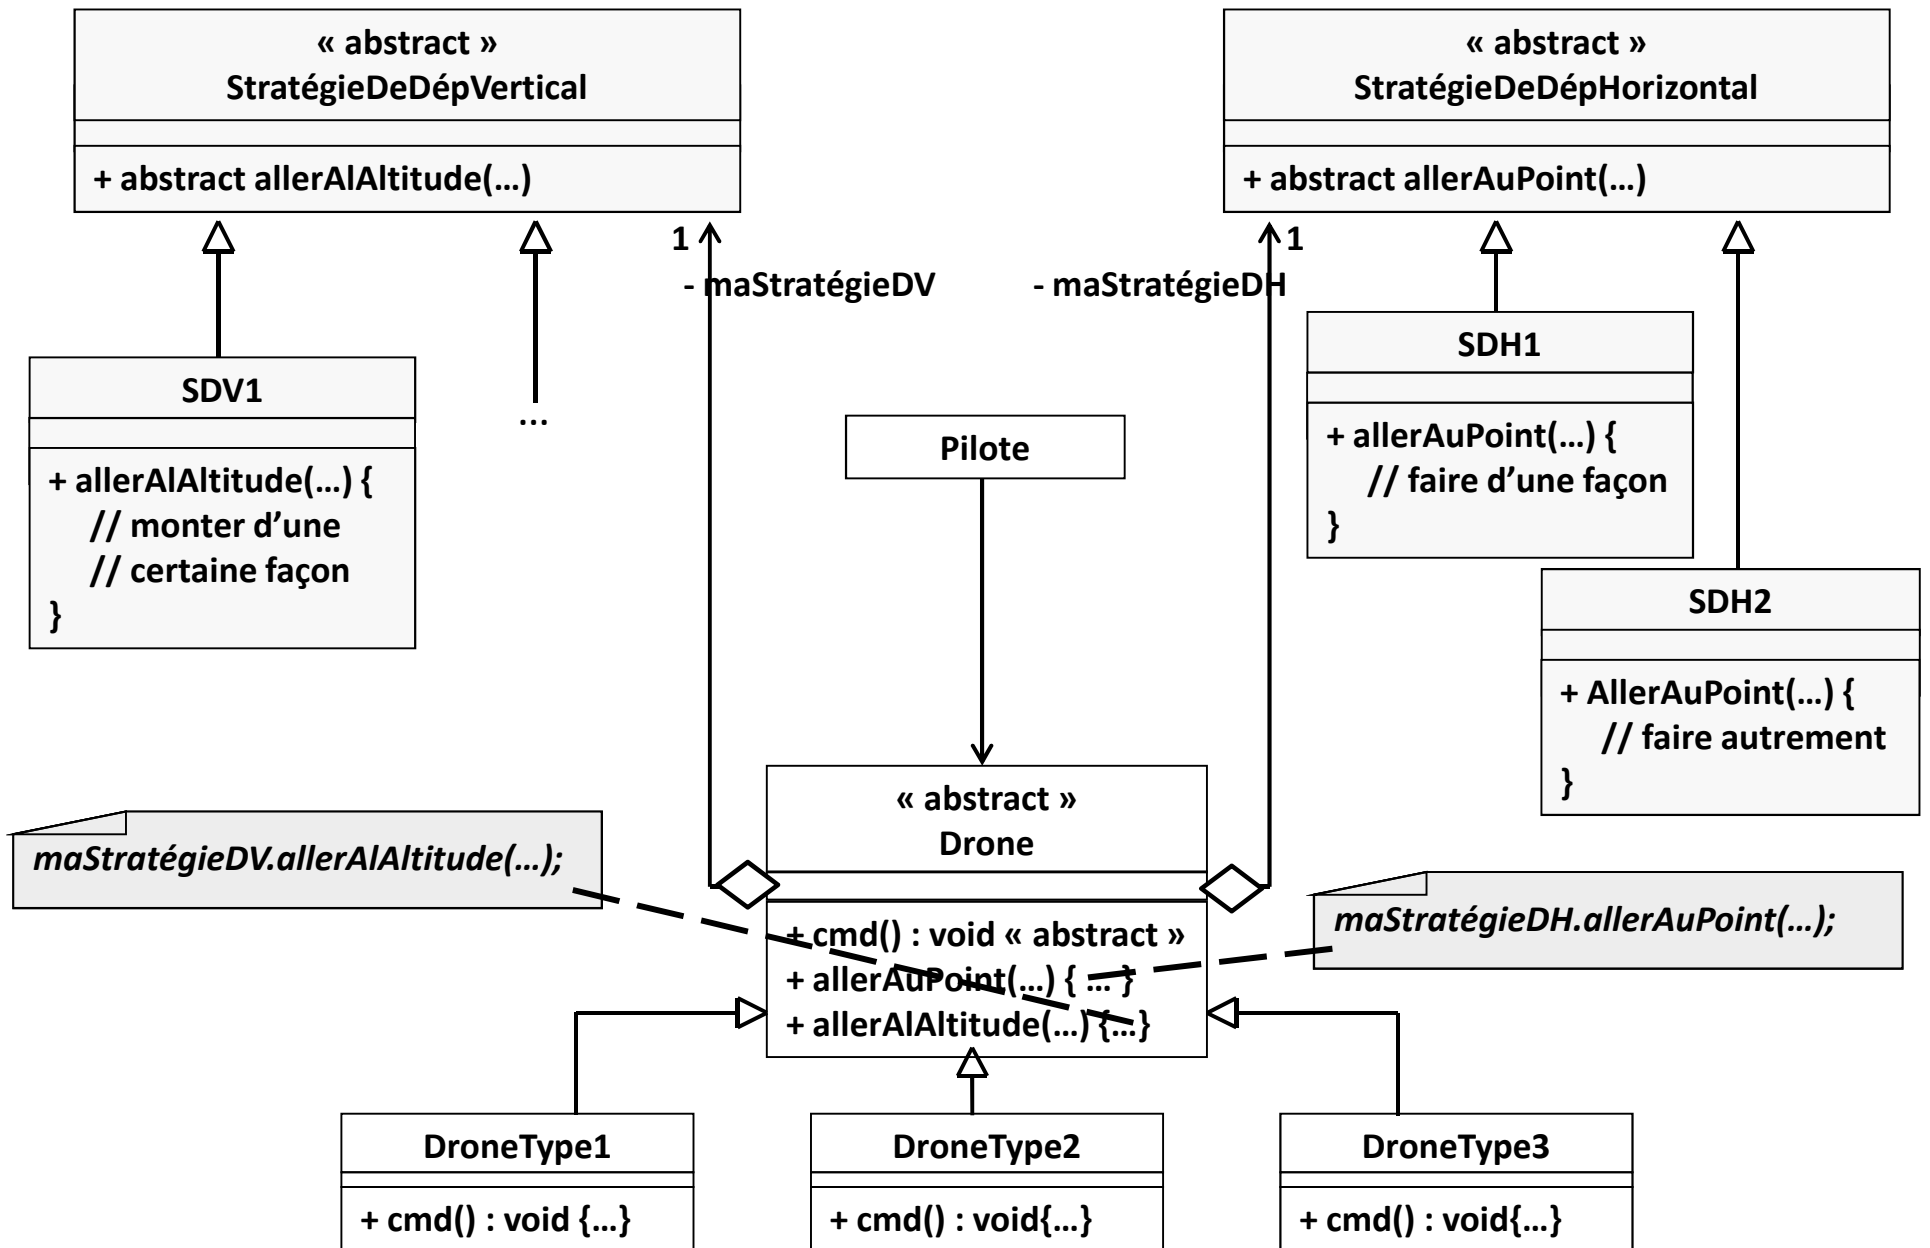 « abstract »
StratégieDeDépVertical
+ abstract allerAlAltitude(…)
« abstract »
StratégieDeDépHorizontal
+ abstract allerAuPoint(…)
1
- maStratégieDV
1
- maStratégieDH
SDV1
+ allerAlAltitude(…) {
// monter d’une
// certaine façon
}
...
Pilote
SDH1
+ allerAuPoint(…) {
// faire d’une façon
}
SDH2
+ AllerAuPoint(…) {
// faire autrement
}
maStratégieDV.allerAlAltitude(…);
« abstract »
Drone
+ cmd() : void « abstract »
+ allerAuPoint(…) { … }
+ allerAlAltitude(…) {…}
maStratégieDH.allerAuPoint(…);
DroneType1
+ cmd() : void {…}
DroneType2
+ cmd() : void{…}
DroneType3
+ cmd() : void{…}